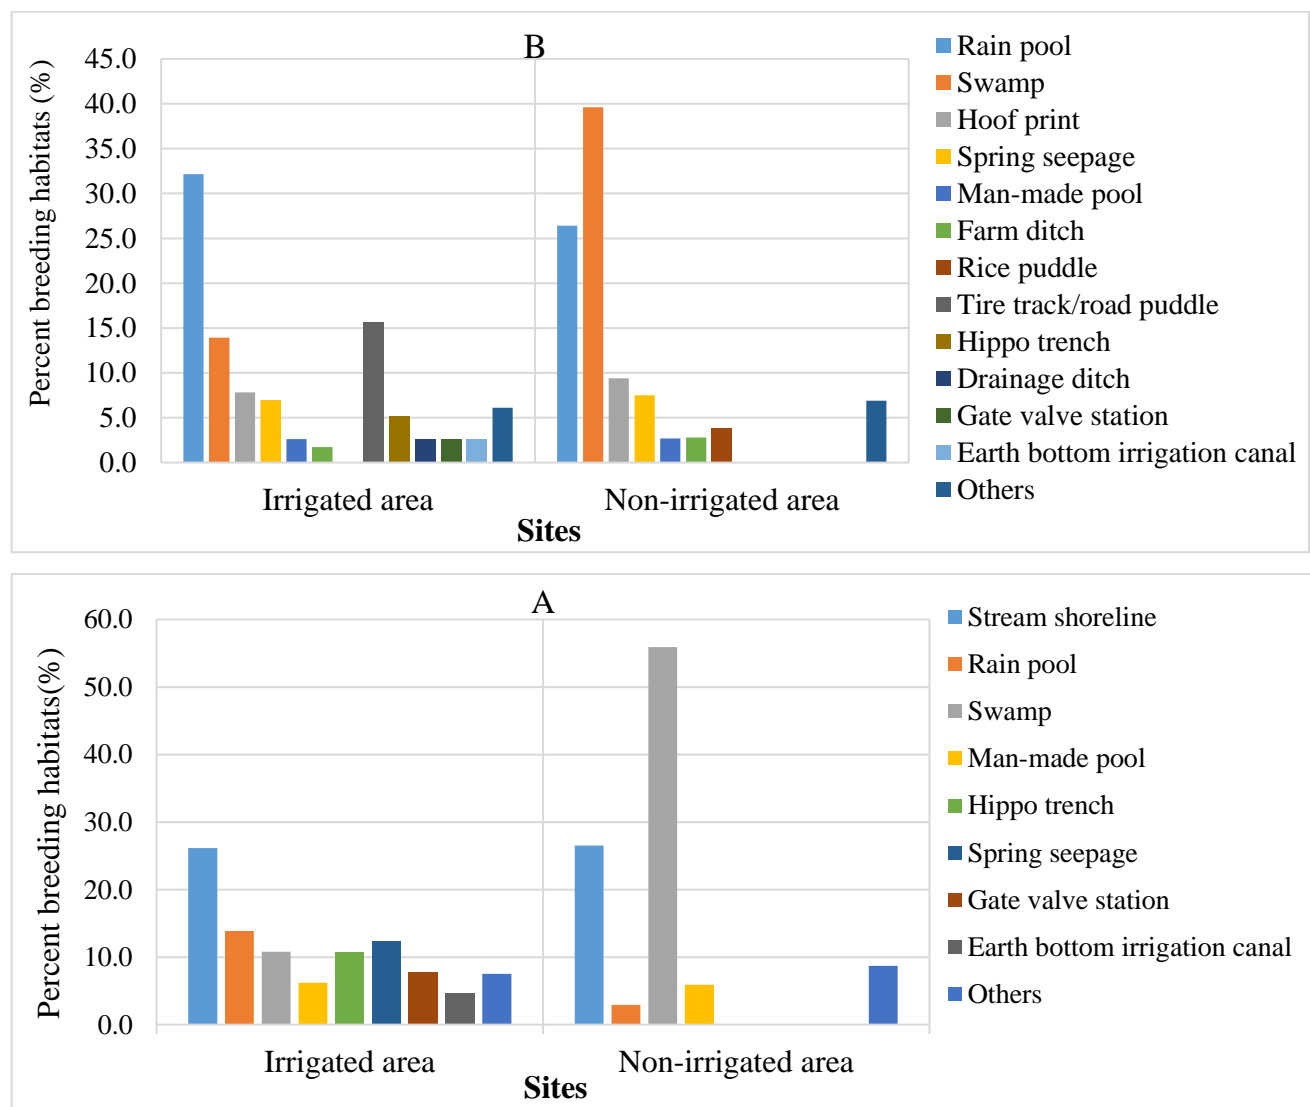 B
Percent breeding habitats (%)
45.0
40.0
35.0
30.0
25.0
20.0
15.0
10.0
5.0
0.0
Irrigated area
Non-irrigated area
Sites
Rain pool
Swamp
Hoof print
Spring seepage
Man-made pool
Farm ditch
Rice puddle
Tire track/road puddle
Hippo trench
Drainage ditch
Gate valve station
Earth bottom irrigation canal
Others
A
Percent breeding habitats(%)
60.0
50.0
40.0
30.0
20.0
10.0
0.0
Irrigated area
Non-irrigated area
Sites
Stream shoreline
Rain pool
Swamp
Man-made pool
Hippo trench
Spring seepage
Gate valve station
Earth bottom irrigation canal
Others